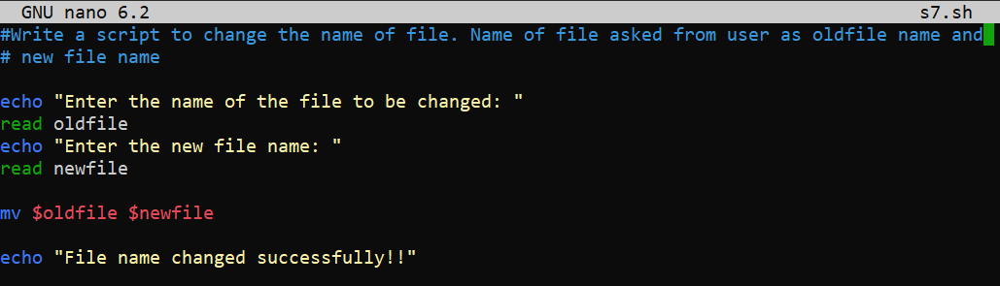 GNU nano 6.2 s7.sh
#Write a script to change the name of file. Name of file asked from user as oldfile name and
# new file name
echo "Enter the name of the file to be changed: "
read oldfile
echo "Enter the new file name: "
read newfile
mv $oldfile $newfile
echo "File name changed successfully!!"